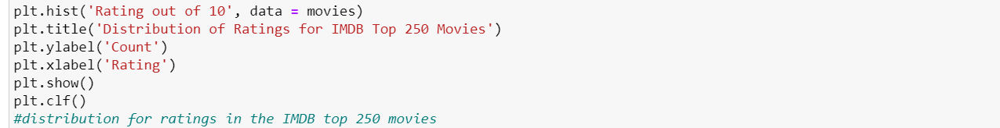 plt.hist('Rating out of 10', data = movies)
plt.title('Distribution of Ratings for IMDB Top 250 Movies')
plt.ylabel('Count')
plt.xlabel('Rating')
plt.show()
plt.clf()
#distribution for ratings in the IMDB top 250 movies